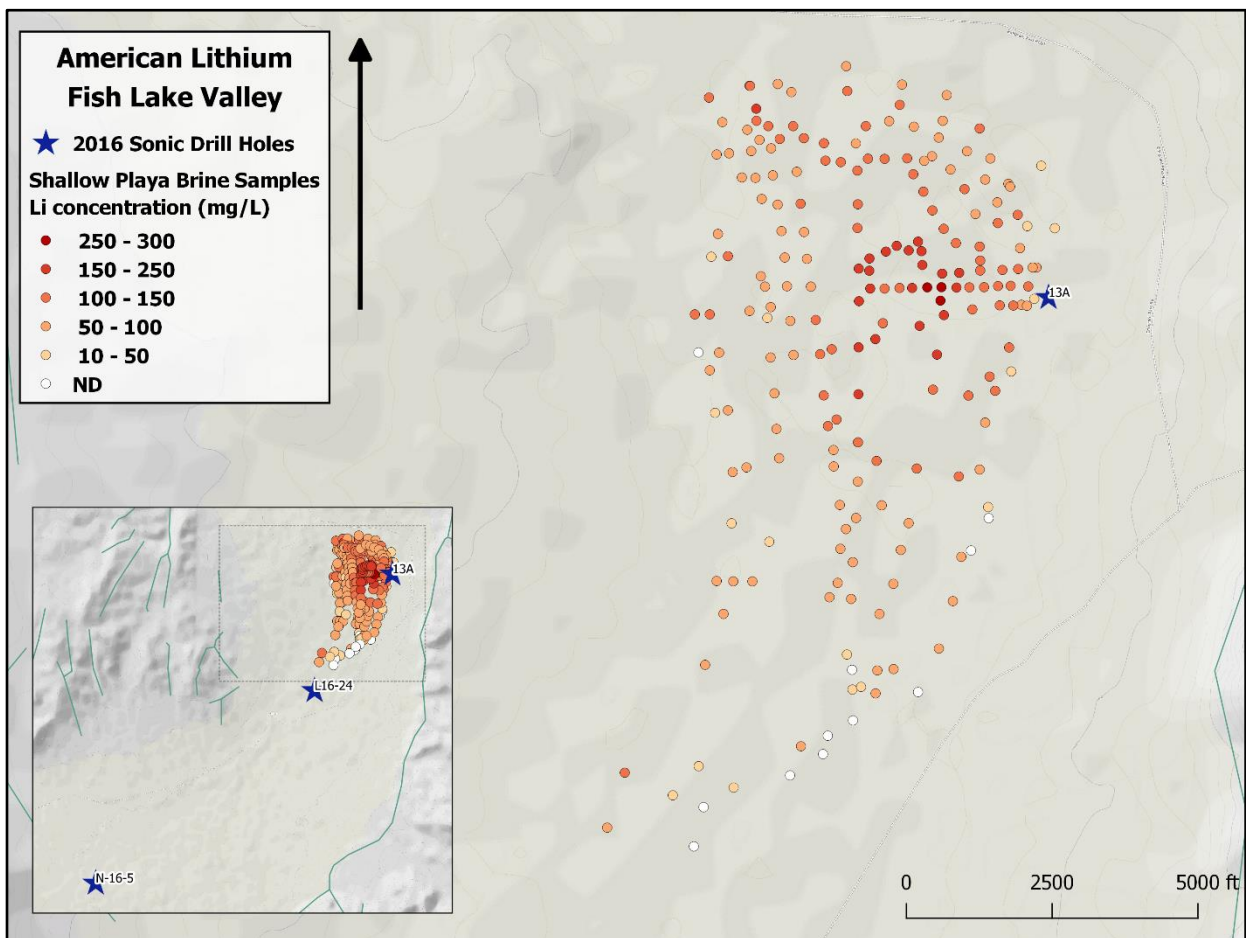 American Lithium
Fish Lake Valley
2016 Sonic Drill Holes
Shallow Playa Brine Samples
Li concentration (mg/L)
250 - 300
150 - 250
100 - 150
50 - 100
10 - 50
ND
13A
13A
L16-24
N-16-5
0 2500 5000 ft